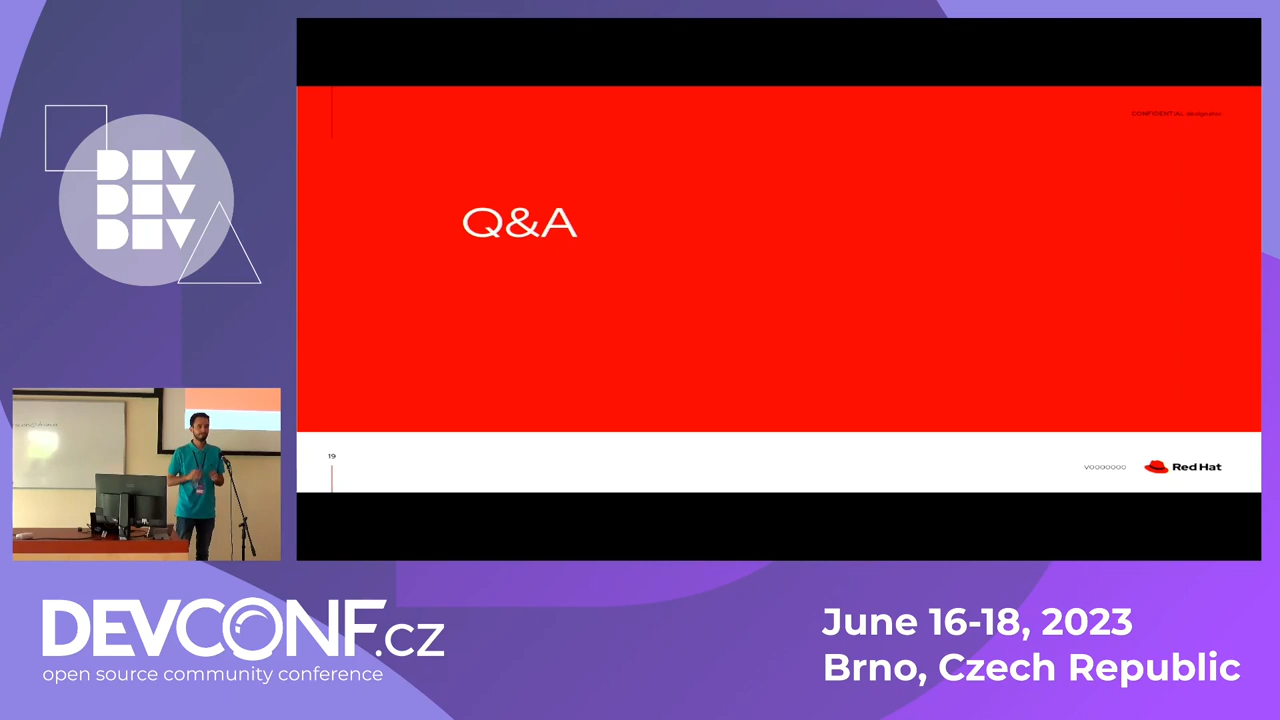 DEV
DEV
DEV
CONFIDENTIAL designator
Q&A
19
V0000000
Red Hat
DEVCONF.cz
open source community conference
June 16-18, 2023
Brno, Czech Republic